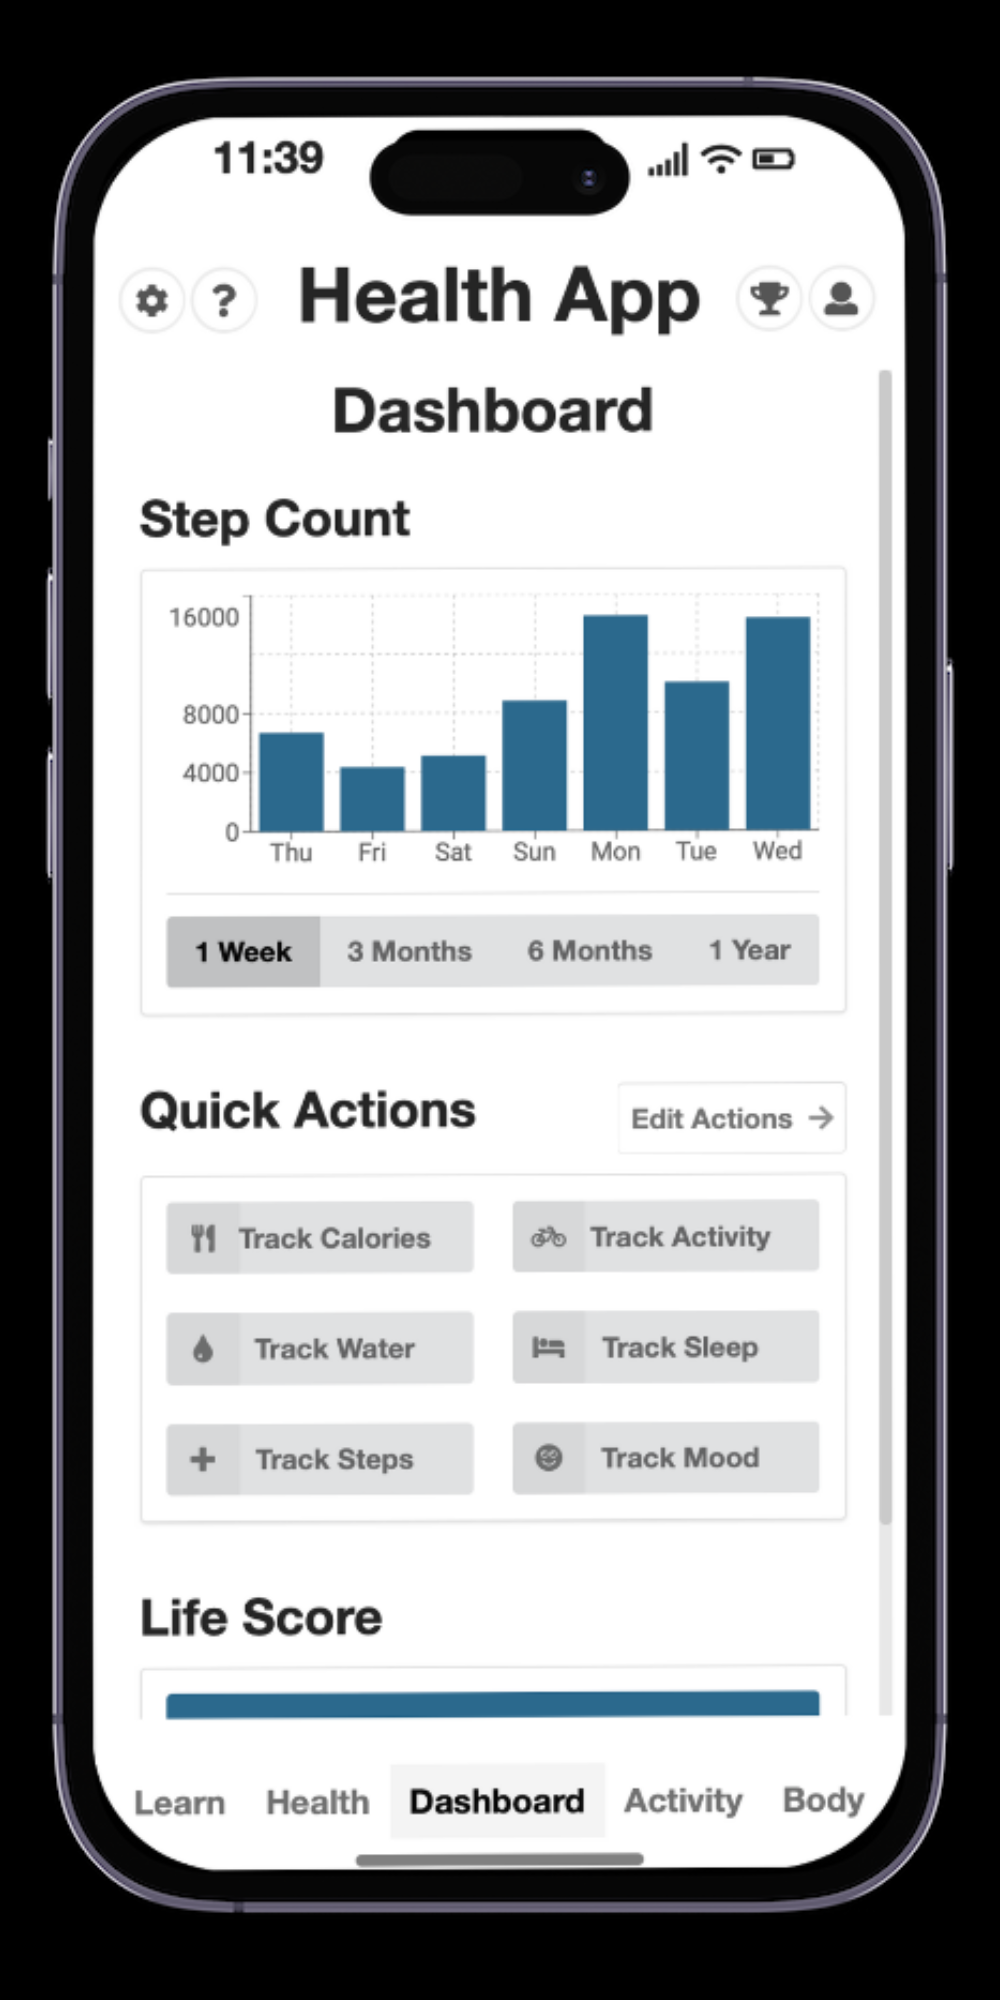 11:39
Health App
Dashboard
Step Count
16000
8000
4000
0
Thu Fri Sat Sun Mon Tue Wed
1 Week 3 Months 6 Months 1 Year
Quick Actions
Edit Actions →
Track Calories Track Activity
Track Water Track Sleep
Track Steps Track Mood
Life Score
Learn Health Dashboard Activity Body